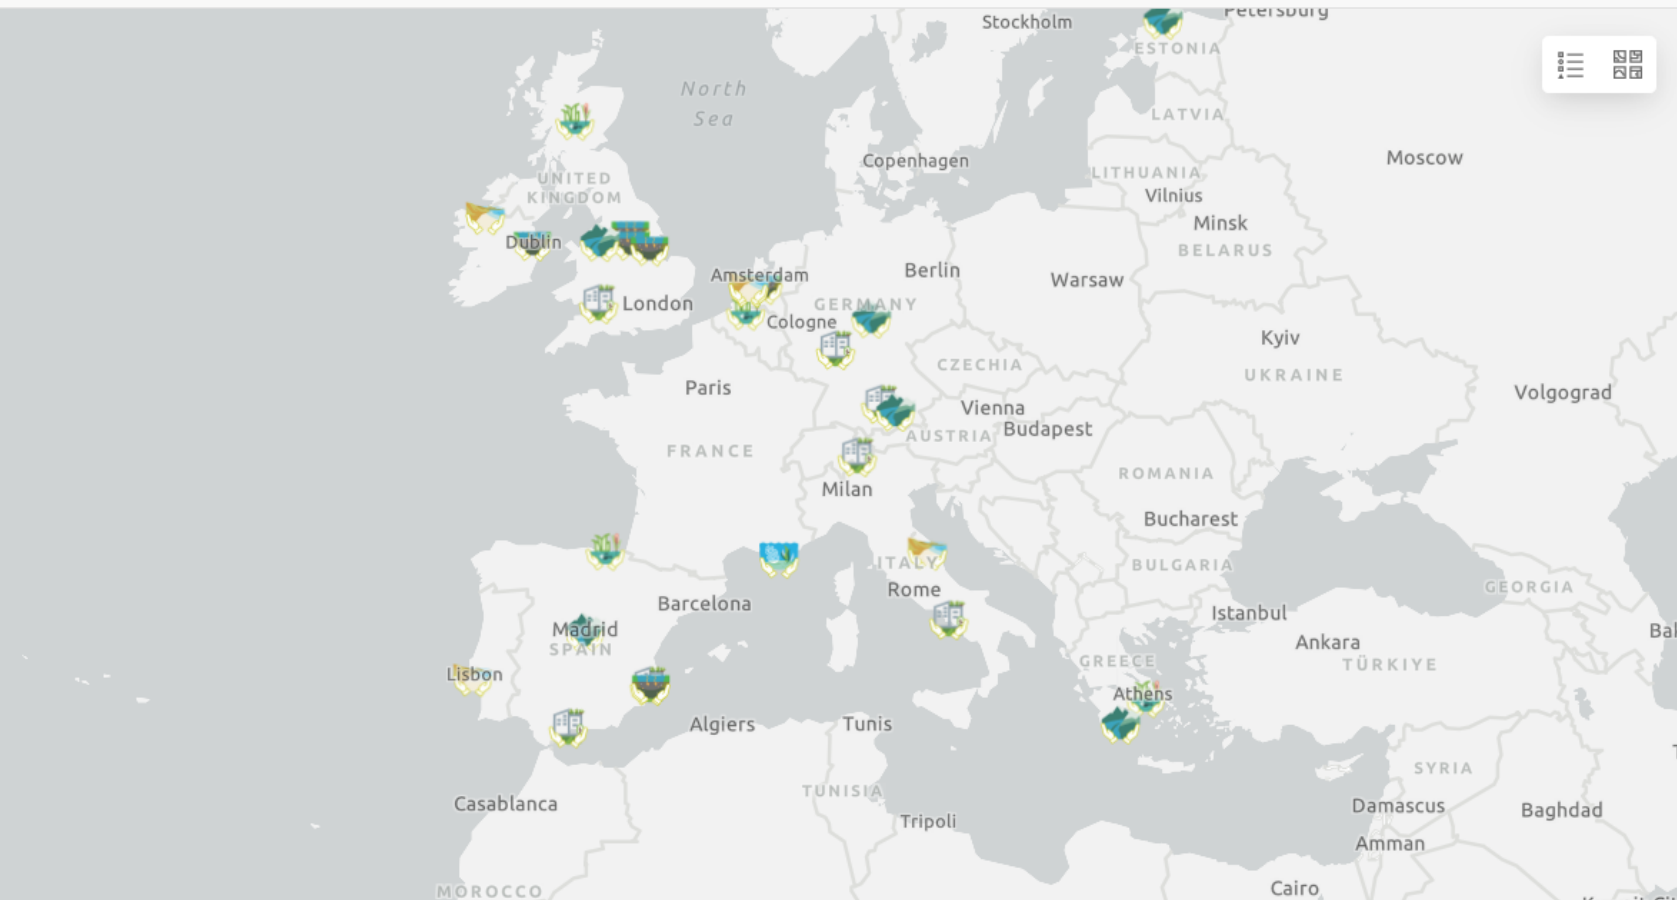 Stockholm
Petersburg
ESTONIA
North
Sea
LATVIA
Moscow
Copenhagen
LITHUANIA
UNITED
KINGDOM
Vilnius
Minsk
Dublin
BELARUS
Amsterdam
Berlin
Warsaw
London
GERMANY
Cologne
Kyiv
CZECHIA
UKRAINE
Paris
Volgograd
Vienna
Budapest
AUSTRIA
FRANCE
ROMANIA
Milan
Bucharest
ITALY
BULGARIA
GEORGIA
Rome
Barcelona
Istanbul
Madrid
Ankara
SPAIN
GREECE
TÜRKIYE
Lisbon
Athens
Algiers
Tunis
SYRIA
TUNISIA
Casablanca
Damascus
Baghdad
Tripoli
Amman
MOROCCO
Cairo